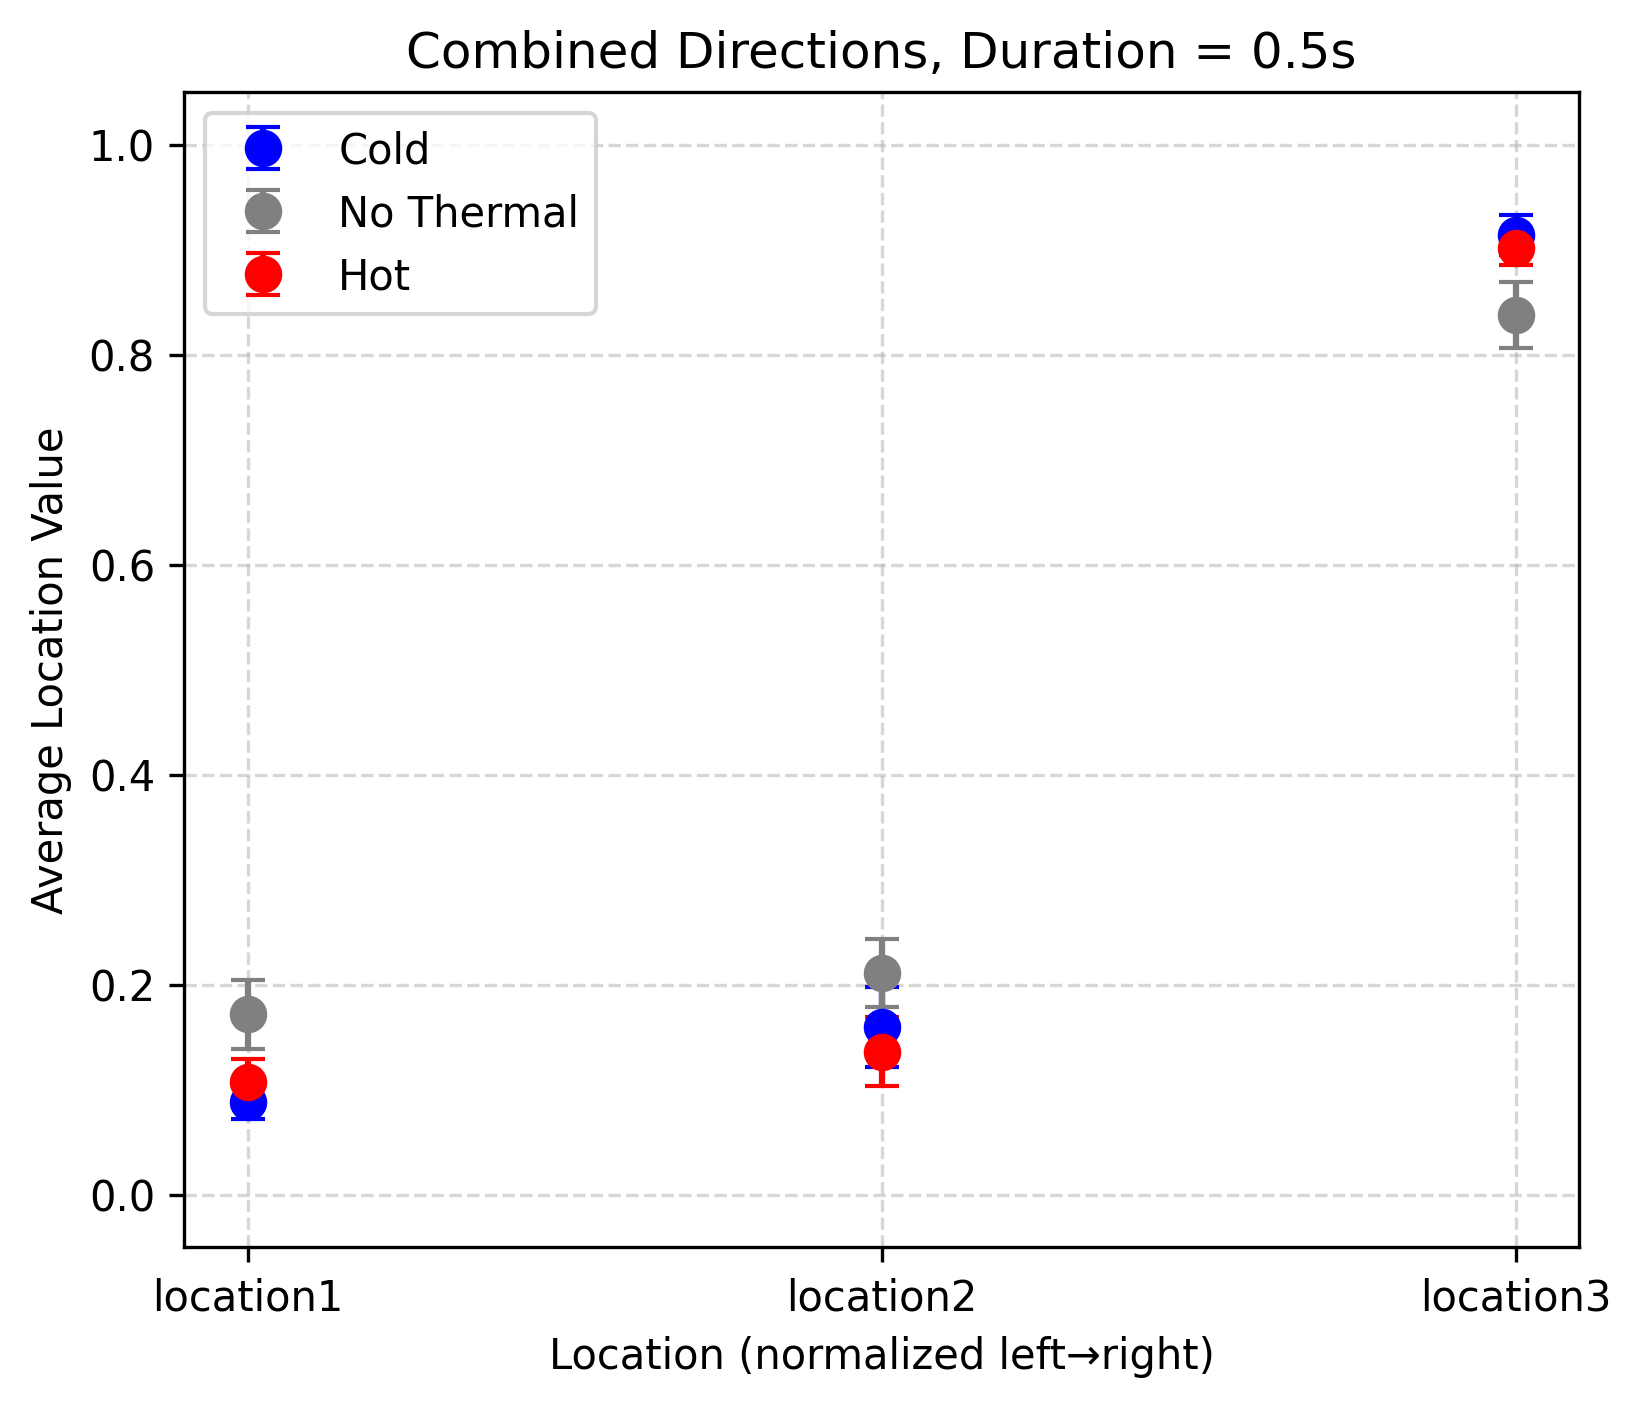 Combined Directions, Duration = 0.5s
Cold
No Thermal
Hot
1.0
0.8
0.6
0.4
0.2
0.0
Average Location Value
location1
location2
location3
Location (normalized left→right)